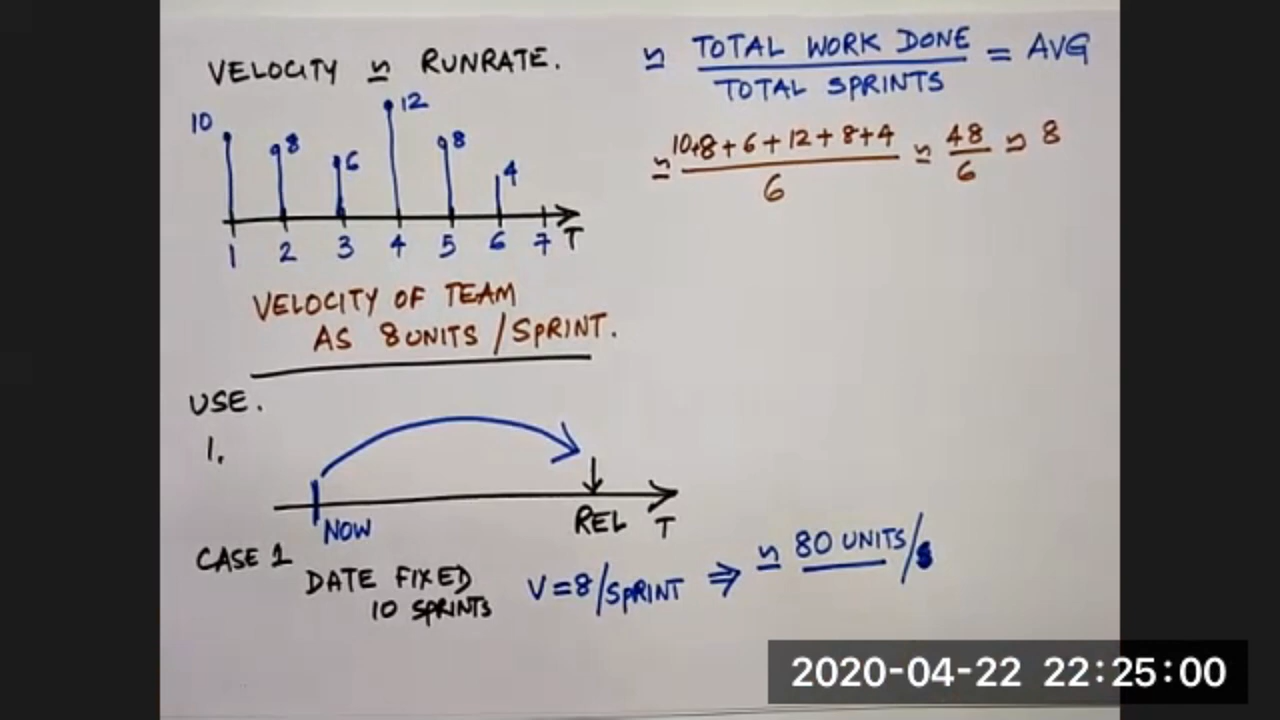 VELOCITY ≃ RUNRATE.
≃ TOTAL WORK DONE / TOTAL SPRINTS = AVG
10 8 6 12 8 4
1 2 3 4 5 6 7 T
≃ 10+8+6+12+8+4 / 6 ≃ 48 / 6 ≃ 8
VELOCITY OF TEAM
AS 8 UNITS / SPRINT.
USE.
1.
NOW REL T
CASE 1
DATE FIXED
10 SPRINTS
V=8/SPRINT ⇒ ≃ 80 UNITS/S
2020-04-22 22:25:00